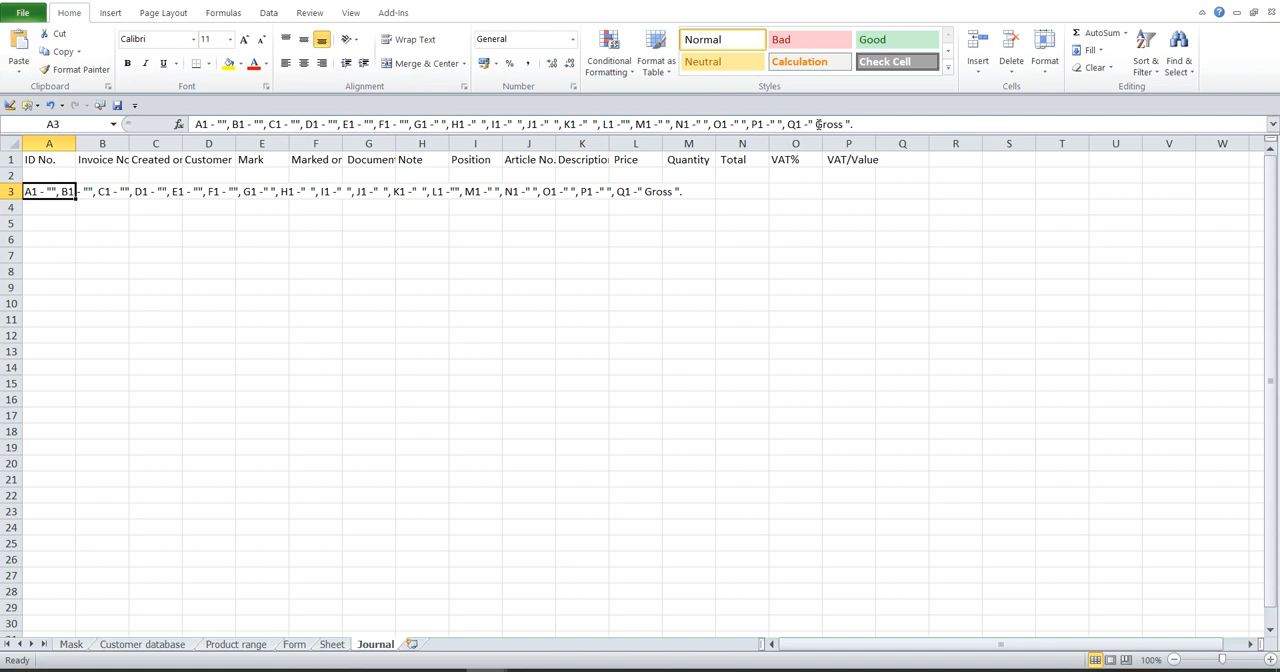 File Home Insert Page Layout Formulas Data Review View Add-Ins
Paste Cut Copy Format Painter Clipboard
Calibri 11 B I U A A A Font
Wrap Text Merge & Center Alignment
General % , Number
Conditional Formatting Format as Table Normal Bad Good Neutral Calculation Check Cell Styles
Insert Delete Format Cells
Σ AutoSum Fill Clear Sort & Filter Find & Select Editing
A3 fx A1 - "", B1 - "", C1 - "", D1 - "", E1 - "", F1 - "", G1 -" ", H1 -"  ", I1 -"  ", J1 -"  ", K1 -"  ", L1 -"", M1 -" ", N1 -" ", O1 -" ", P1 -" ", Q1 -" Gross ".
A B C D E F G H I J K L M N O P Q R S T U V W
1 ID No. Invoice No Created on Customer Mark Marked on Document Note Position Article No. Description Price Quantity Total VAT% VAT/Value
2
3 A1 - "", B1 - "", C1 - "", D1 - "", E1 - "", F1 - "", G1 -" ", H1 -"  ", I1 -"  ", J1 -"  ", K1 -"  ", L1 -"", M1 -" ", N1 -" ", O1 -" ", P1 -" ", Q1 -" Gross ".
4
5
6
7
8
9
10
11
12
13
14
15
16
17
18
19
20
21
22
23
24
25
26
27
28
29
30
Mask Customer database Product range Form Sheet Journal
Ready 100%